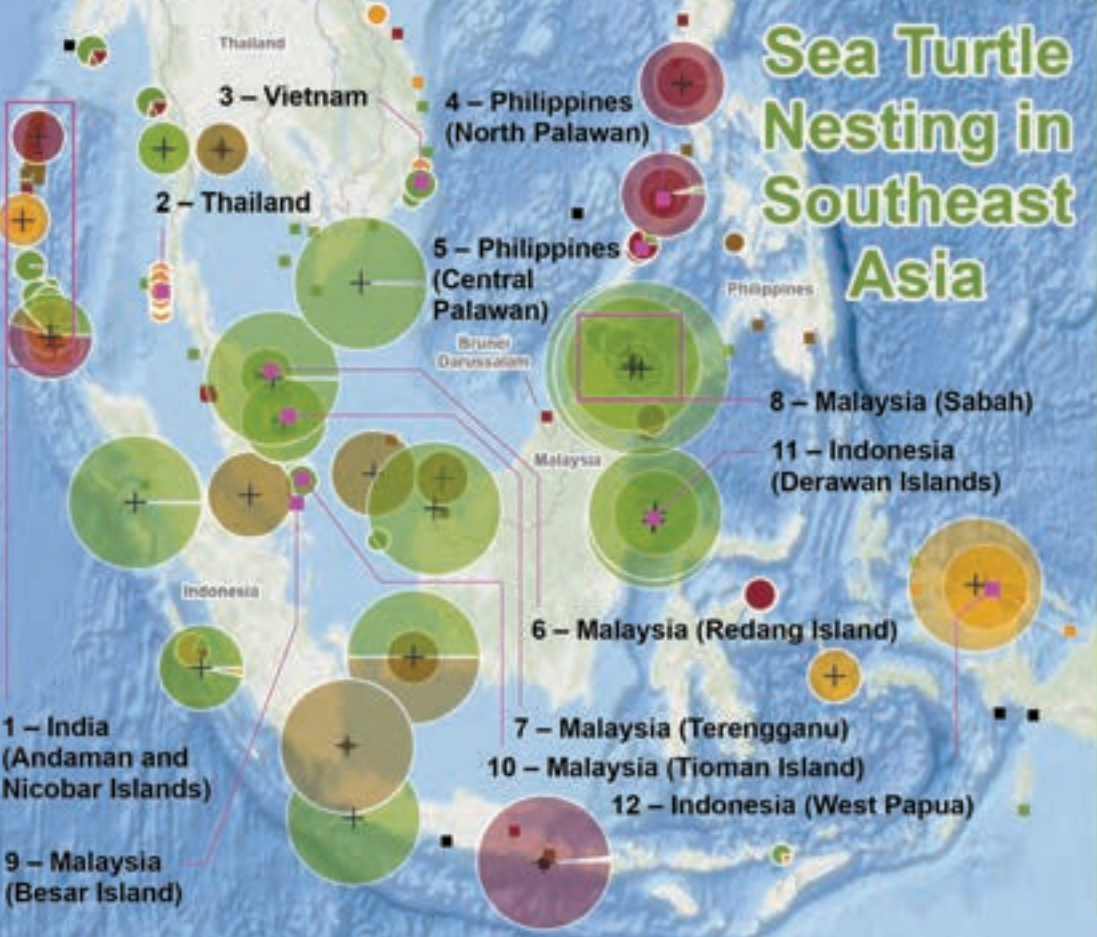 Sea Turtle
Nesting in
Southeast
Asia
Thailand
3 – Vietnam
4 – Philippines
(North Palawan)
2 – Thailand
5 – Philippines
(Central
Palawan)
Philippines
Brunei
Darussalam
8 – Malaysia (Sabah)
Malaysia
11 – Indonesia
(Derawan Islands)
Indonesia
6 – Malaysia (Redang Island)
1 – India
(Andaman and
Nicobar Islands)
7 – Malaysia (Terengganu)
10 – Malaysia (Tioman Island)
12 – Indonesia (West Papua)
9 – Malaysia
(Besar Island)